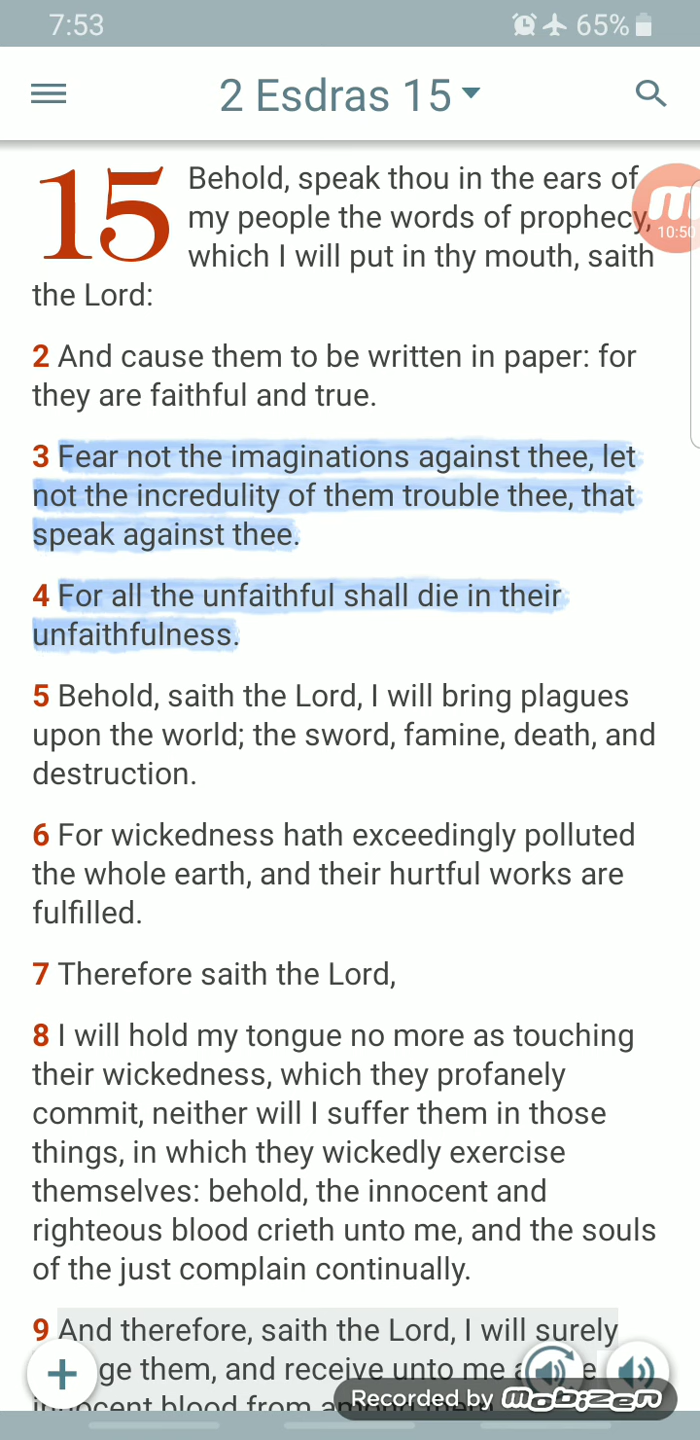 7:53
65%
2 Esdras 15
15 Behold, speak thou in the ears of
my people the words of prophecy,
10:50
which I will put in thy mouth, saith
the Lord:
2 And cause them to be written in paper: for
they are faithful and true.
3 Fear not the imaginations against thee, let
not the incredulity of them trouble thee, that
speak against thee.
4 For all the unfaithful shall die in their
unfaithfulness.
5 Behold, saith the Lord, I will bring plagues
upon the world; the sword, famine, death, and
destruction.
6 For wickedness hath exceedingly polluted
the whole earth, and their hurtful works are
fulfilled.
7 Therefore saith the Lord,
8 I will hold my tongue no more as touching
their wickedness, which they profanely
commit, neither will I suffer them in those
things, in which they wickedly exercise
themselves: behold, the innocent and
righteous blood crieth unto me, and the souls
of the just complain continually.
9 And therefore, saith the Lord, I will surely
ge them, and receive unto me
blood from
Recorded by mobizen